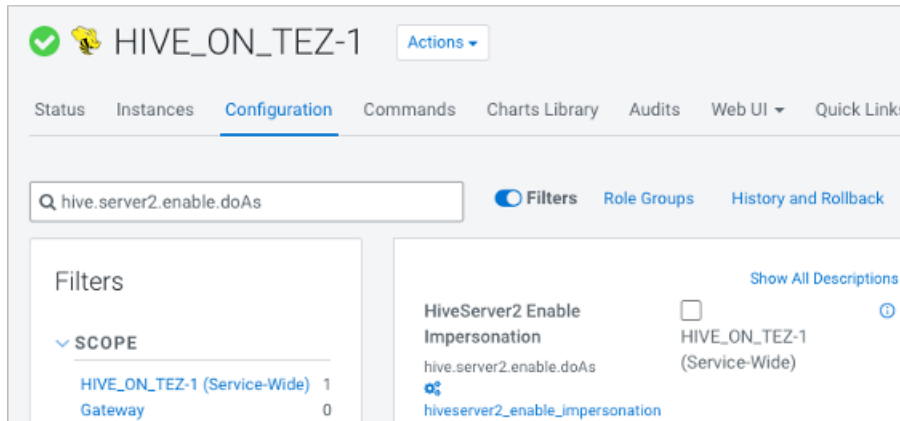 HIVE_ON_TEZ-1 Actions
Status Instances Configuration Commands Charts Library Audits Web UI Quick Links
hive.server2.enable.doAs Filters Role Groups History and Rollback
Filters
SCOPE
HIVE_ON_TEZ-1 (Service-Wide) 1
Gateway 0
Show All Descriptions
HiveServer2 Enable
Impersonation
hive.server2.enable.doAs
hiveserver2_enable_impersonation
HIVE_ON_TEZ-1
(Service-Wide)